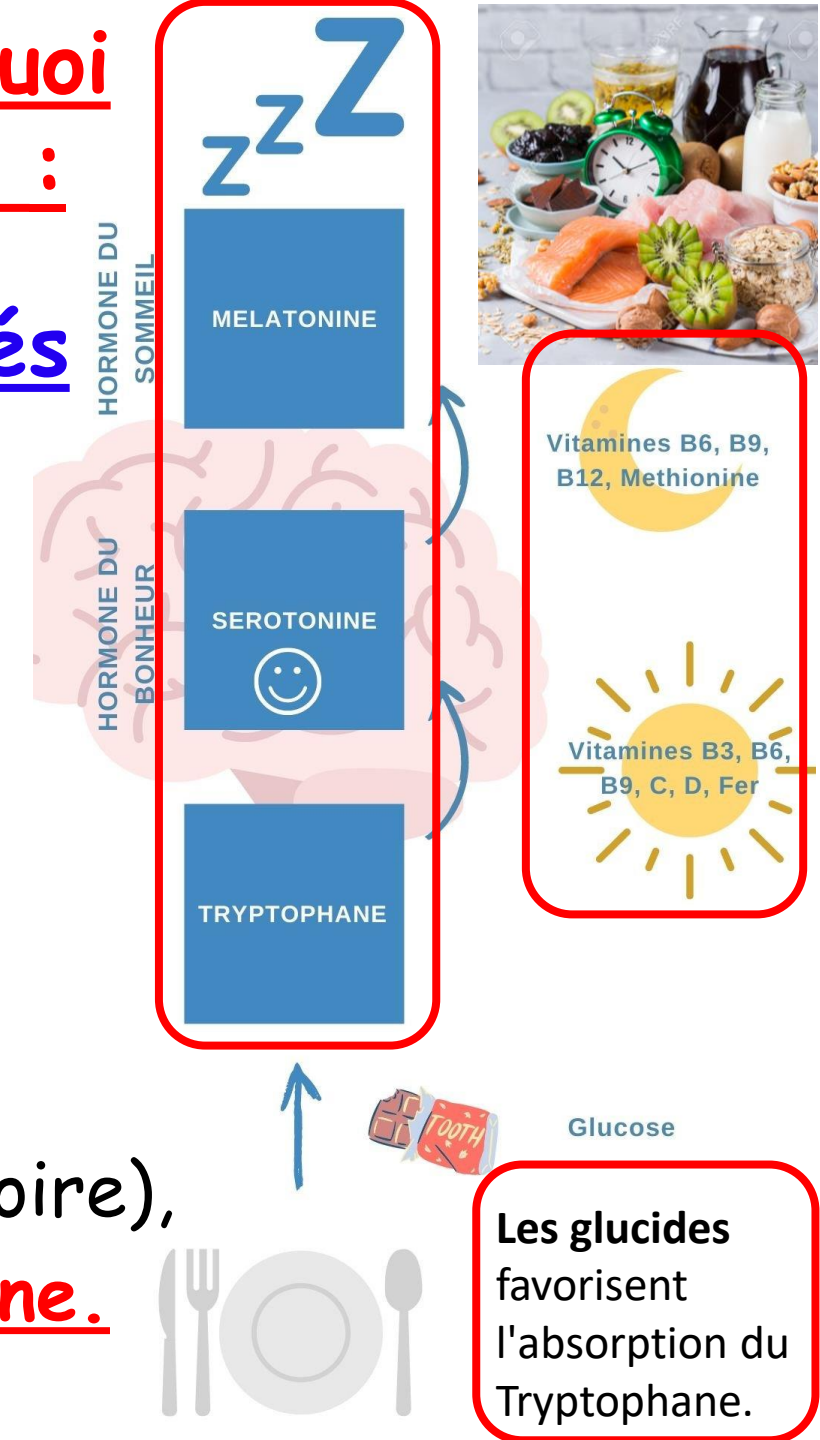 uoi
:
és
z z Z
HORMONE DU
SOMMEIL
MELATONINE
Vitamines B6, B9,
B12, Methionine
HORMONE DU
BONHEUR
SEROTONINE
Vitamines B3, B6,
B9, C, D, Fer
TRYPTOPHANE
TOOTH
Glucose
oire),
ne.
Les glucides
favorisent
l'absorption du
Tryptophane.